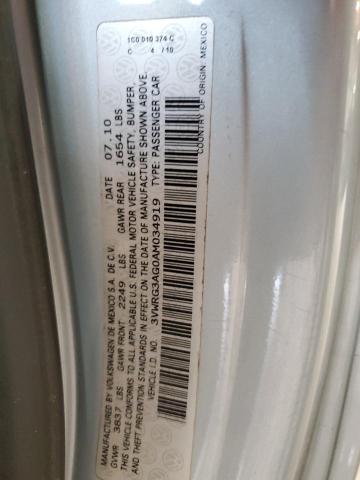 1C0 010 374 C
C 4 /10
MANUFACTURED BY VOLKSWAGEN DE MEXICO S.A. DE C.V. DATE 07.10
GVWR 3837 LBS GAWR FRONT 2249 LBS GAWR REAR 1654 LBS
THIS VEHICLE CONFORMS TO ALL APPLICABLE U.S. FEDERAL MOTOR VEHICLE SAFETY, BUMPER,
AND THEFT PREVENTION STANDARDS IN EFFECT ON THE DATE OF MANUFACTURE SHOWN ABOVE.
VEHICLE I.D. NO. 3VWRG3AG0AM034919 TYPE: PASSENGER CAR
COUNTRY OF ORIGIN: MEXICO